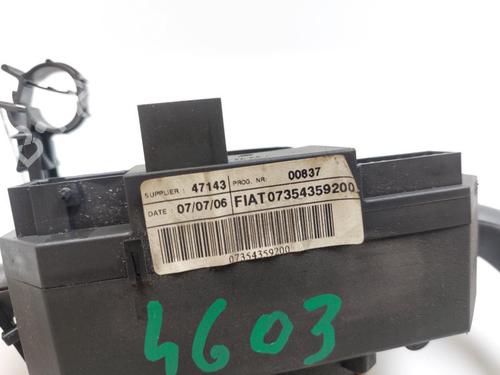 SUPPLIER : 47143 PROG. NR: 00837
DATE : 07/07/06 FIAT07354359200
07354359200
4603